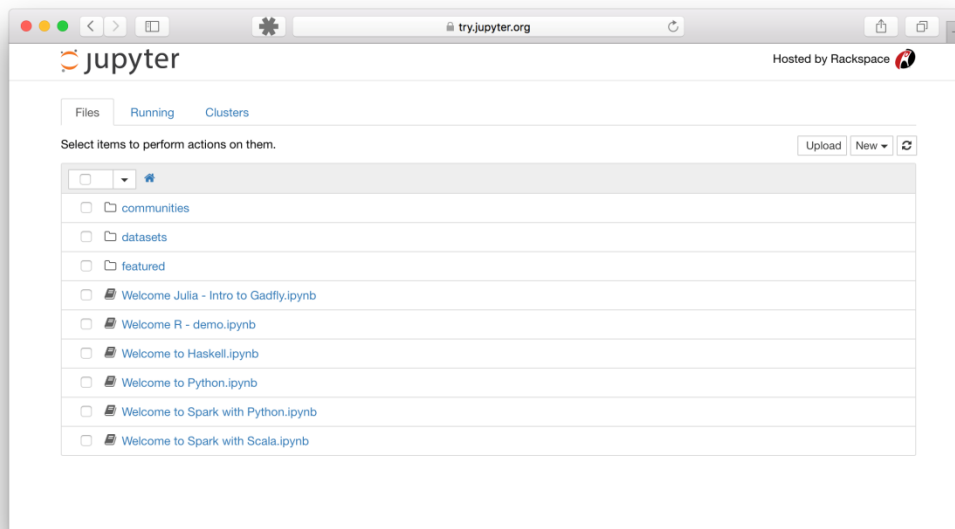 try.jupyter.org
jupyter
Hosted by Rackspace
Files Running Clusters
Select items to perform actions on them.
Upload New
communities
datasets
featured
Welcome Julia - Intro to Gadfly.ipynb
Welcome R - demo.ipynb
Welcome to Haskell.ipynb
Welcome to Python.ipynb
Welcome to Spark with Python.ipynb
Welcome to Spark with Scala.ipynb